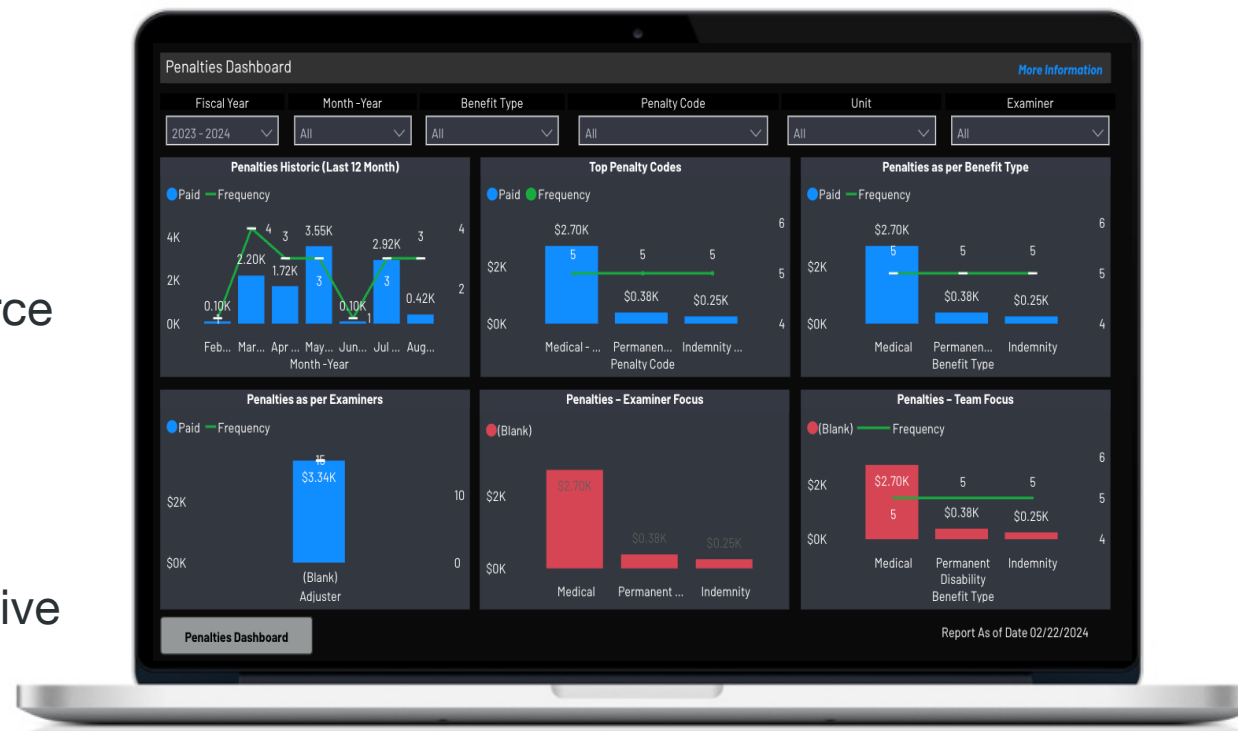 rce
ive
Penalties Dashboard
More Information
Fiscal Year Month -Year Benefit Type Penalty Code Unit Examiner
2023 - 2024 All All All All All
Penalties Historic (Last 12 Month)
Paid Frequency
4K 2K 0K
4 2
0.10K 2.20K 1.72K 3.55K 0.10K 2.92K 0.42K
1 4 3 3 1 3 3
Feb... Mar... Apr ... May... Jun... Jul ... Aug...
Month -Year
Top Penalty Codes
Paid Frequency
$2K $0K
6 5 4
$2.70K $0.38K $0.25K
5 5 5
Medical - ... Permanen... Indemnity ...
Penalty Code
Penalties as per Benefit Type
Paid Frequency
$2K $0K
6 5 4
$2.70K $0.38K $0.25K
5 5 5
Medical Permanen... Indemnity
Benefit Type
Penalties as per Examiners
Paid Frequency
$2K $0K
10 0
15
$3.34K
(Blank)
Adjuster
Penalties - Examiner Focus
(Blank)
$2K $0K
$2.70K $0.38K $0.25K
Medical Permanent ... Indemnity
Penalties - Team Focus
(Blank) Frequency
$2K $0K
6 5 4
$2.70K $0.38K $0.25K
5 5 5
Medical Permanent Disability Indemnity
Benefit Type
Penalties Dashboard
Report As of Date 02/22/2024